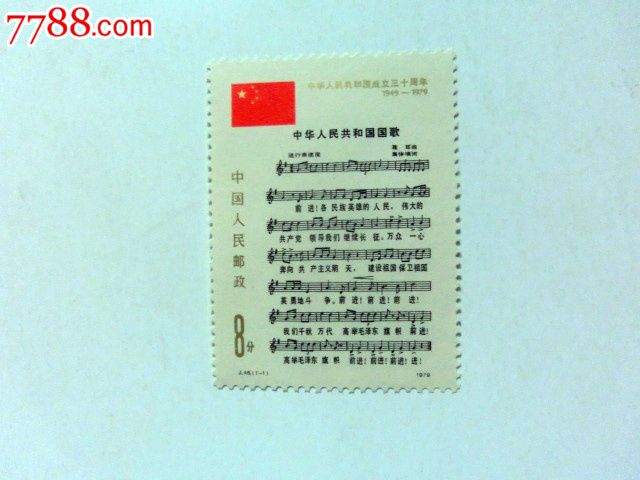 7788.com
中华人民共和国成立三十周年
1949—1979
中华人民共和国国歌
进行曲速度
聂耳曲
集体填词
前进!各民族英雄的人民,伟大的
共产党 领导我们继续长征。万众一心
奔向共产主义明天, 建设祖国保卫祖国
英勇地斗争。前进!前进!前进!
我们千秋万代 高举毛泽东旗帜 前进!
高举毛泽东旗帜 前进!前进!前进!进!
中国人民邮政
8分
J.46.(1-1)
1979